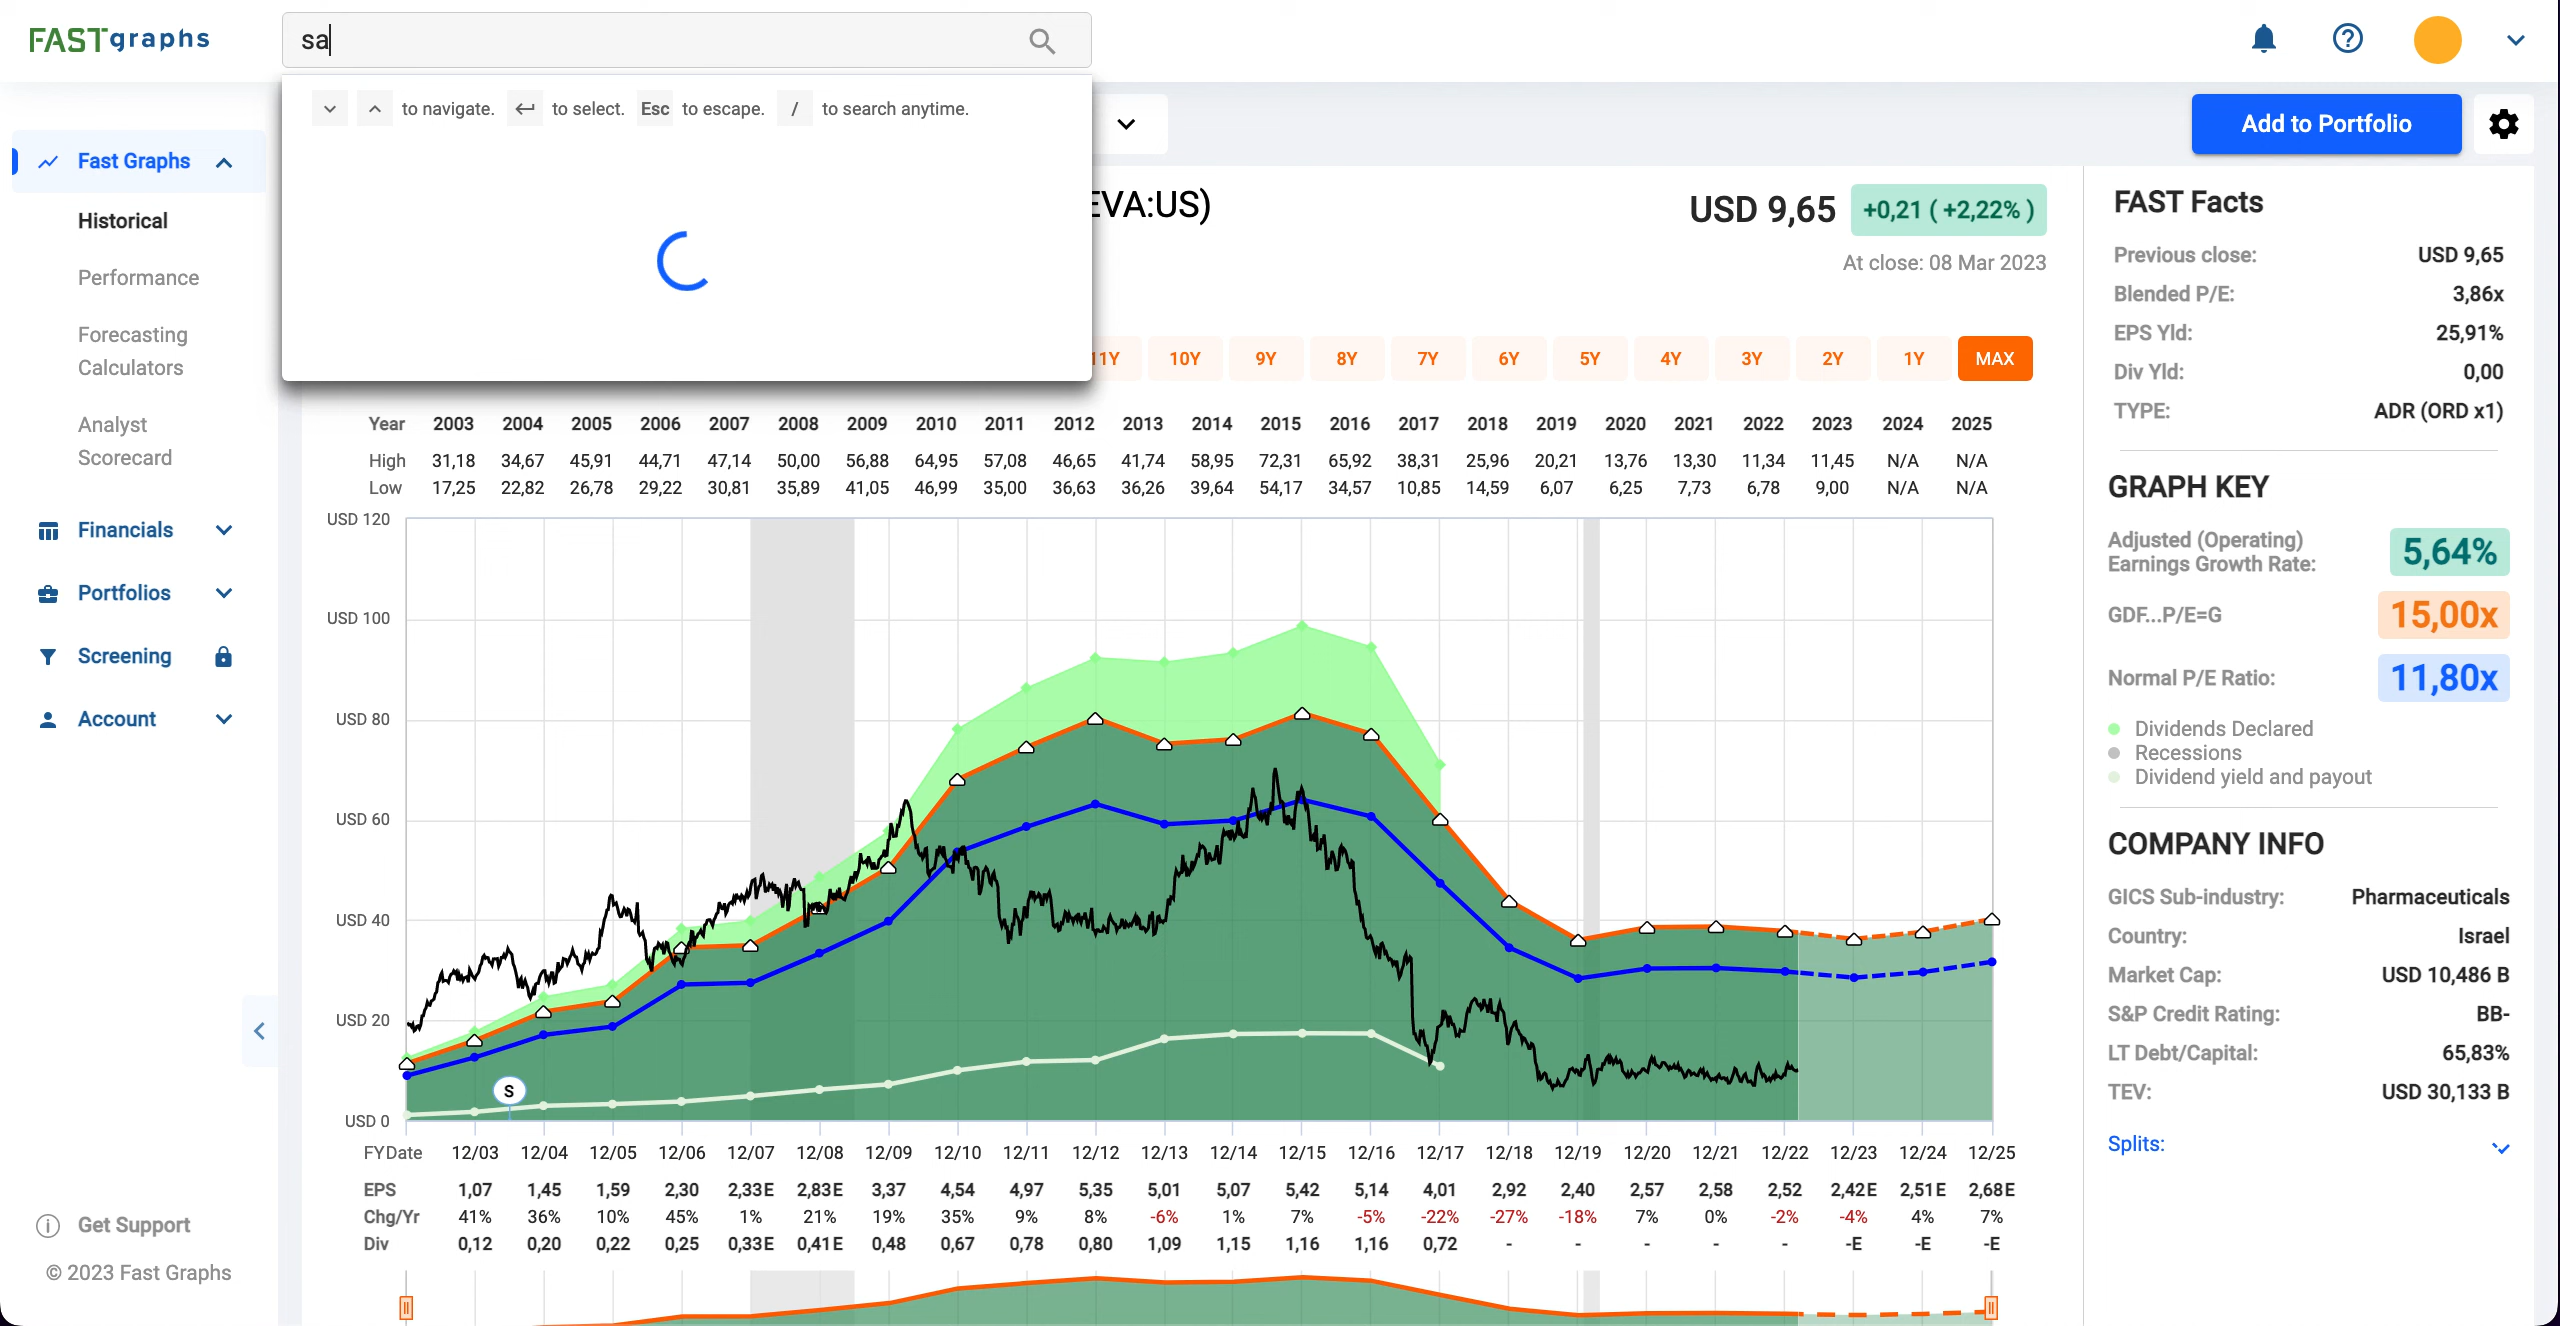 FASTgraphs
sa
to navigate. to select. Esc to escape. / to search anytime.
Add to Portfolio
Fast Graphs
Historical
Performance
Forecasting
Calculators
Analyst
Scorecard
Financials
Portfolios
Screening
Account
Get Support
© 2023 Fast Graphs
EVA:US)
USD 9,65 +0,21 ( +2,22% )
At close: 08 Mar 2023
11Y 10Y 9Y 8Y 7Y 6Y 5Y 4Y 3Y 2Y 1Y MAX
Year 2003 2004 2005 2006 2007 2008 2009 2010 2011 2012 2013 2014 2015 2016 2017 2018 2019 2020 2021 2022 2023 2024 2025
High 31,18 34,67 45,91 44,71 47,14 50,00 56,88 64,95 57,08 46,65 41,74 58,95 72,31 65,92 38,31 25,96 20,21 13,76 13,30 11,34 11,45 N/A N/A
Low 17,25 22,82 26,78 29,22 30,81 35,89 41,05 46,99 35,00 36,63 36,26 39,64 54,17 34,57 10,85 14,59 6,07 6,25 7,73 6,78 9,00 N/A N/A
USD 120
USD 100
USD 80
USD 60
USD 40
USD 20
S
USD 0
FYDate 12/03 12/04 12/05 12/06 12/07 12/08 12/09 12/10 12/11 12/12 12/13 12/14 12/15 12/16 12/17 12/18 12/19 12/20 12/21 12/22 12/23 12/24 12/25
EPS 1,07 1,45 1,59 2,30 2,33E 2,83E 3,37 4,54 4,97 5,35 5,01 5,07 5,42 5,14 4,01 2,92 2,40 2,57 2,58 2,52 2,42E 2,51E 2,68E
Chg/Yr 41% 36% 10% 45% 1% 21% 19% 35% 9% 8% -6% 1% 7% -5% -22% -27% -18% 7% 0% -2% -4% 4% 7%
Div 0,12 0,20 0,22 0,25 0,33E 0,41E 0,48 0,67 0,78 0,80 1,09 1,15 1,16 1,16 0,72 - - - - - -E -E -E
FAST Facts
Previous close: USD 9,65
Blended P/E: 3,86x
EPS Yld: 25,91%
Div Yld: 0,00
TYPE: ADR (ORD x1)
GRAPH KEY
Adjusted (Operating)
Earnings Growth Rate: 5,64%
GDF...P/E=G 15,00x
Normal P/E Ratio: 11,80x
Dividends Declared
Recessions
Dividend yield and payout
COMPANY INFO
GICS Sub-industry: Pharmaceuticals
Country: Israel
Market Cap: USD 10,486 B
S&P Credit Rating: BB-
LT Debt/Capital: 65,83%
TEV: USD 30,133 B
Splits: